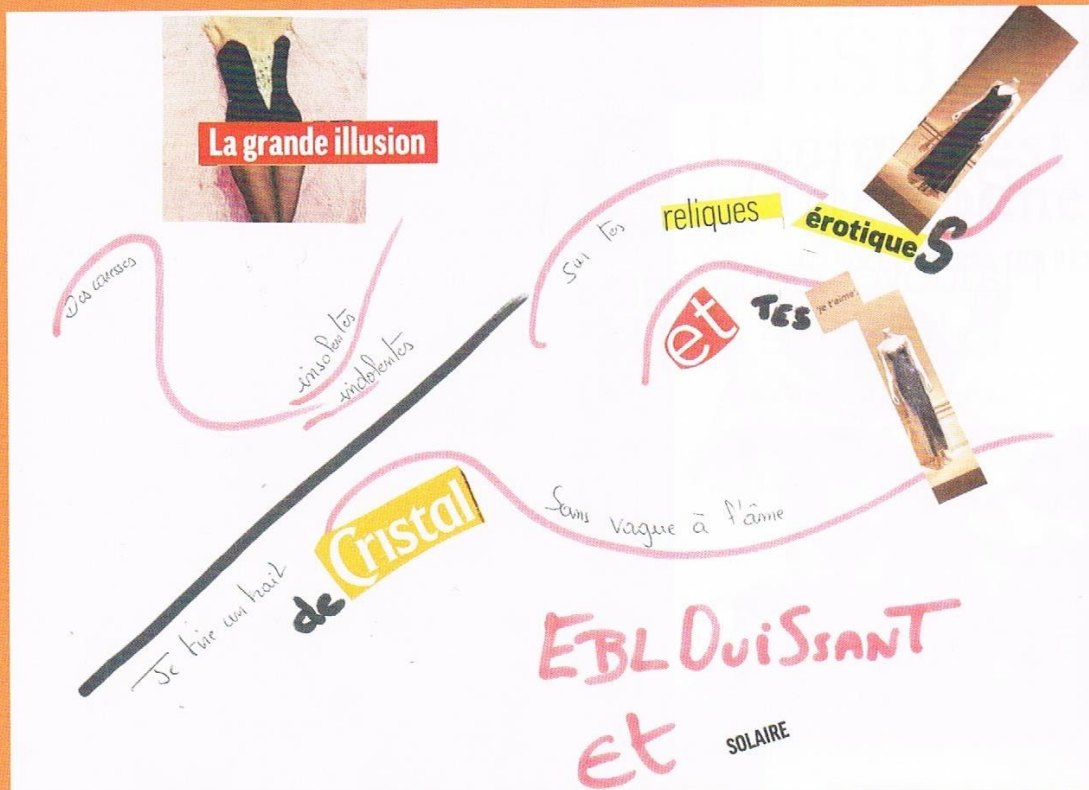 La grande illusion
Des caresses
insolentes
indolentes
Je tire un trait
de Cristal
Sur tes reliques érotiqueS
et TES Je t'aime
Sans vague à l'âme
EBLOuiSSANT
Et SOLAIRE